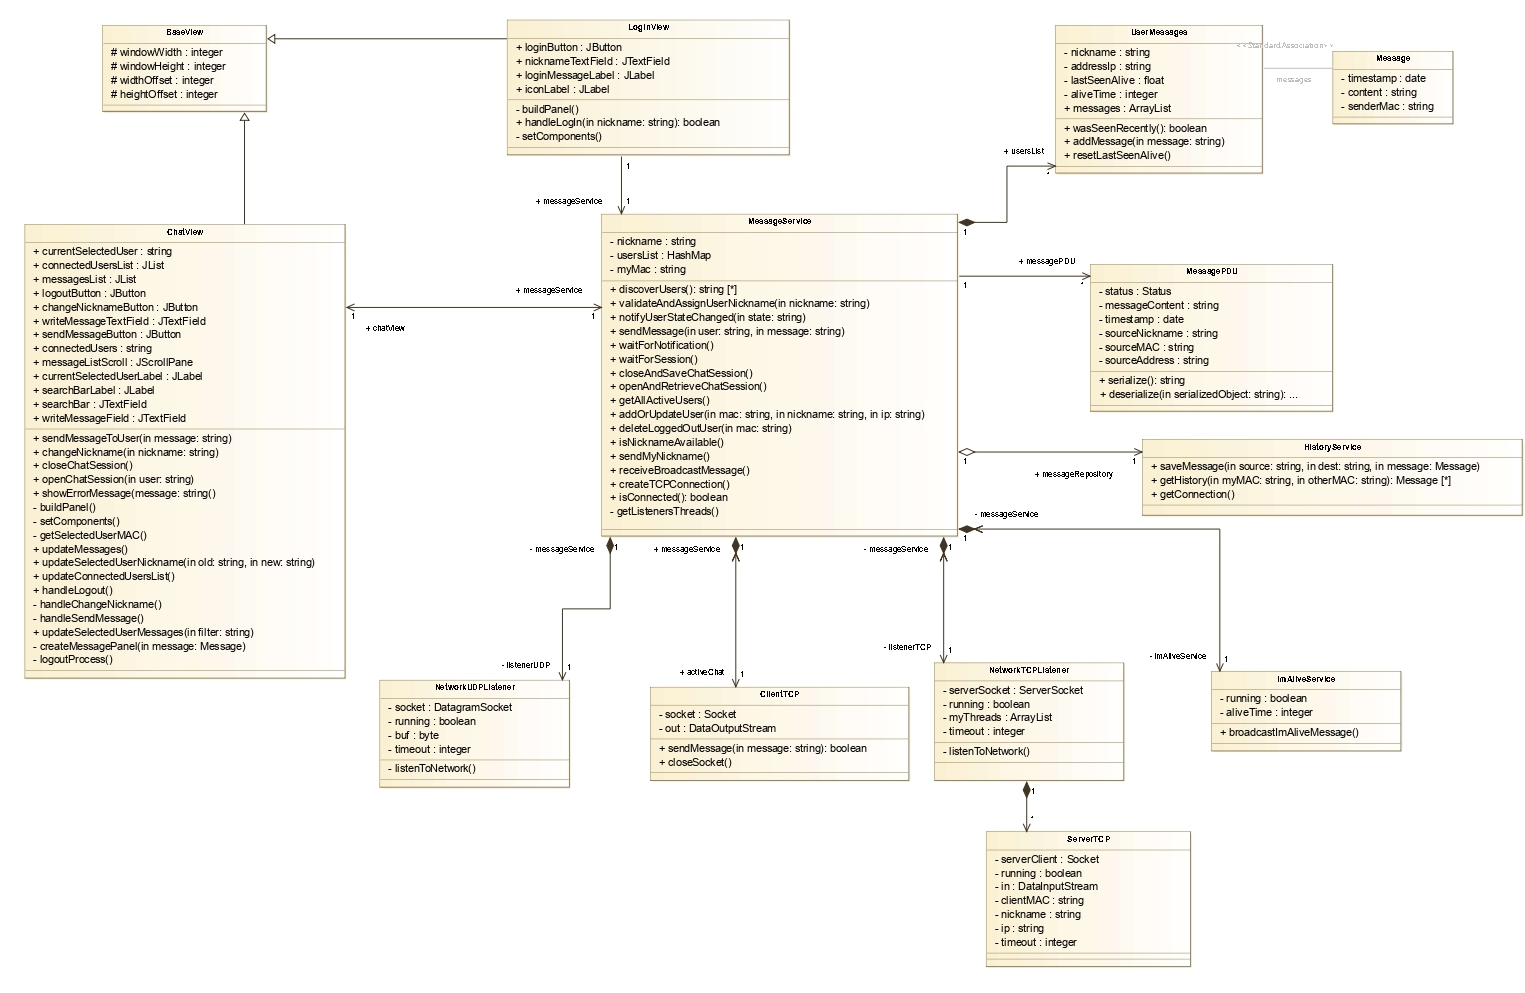 BaseView
# windowWidth : integer
# windowHeight : integer
# widthOffset : integer
# heightOffset : integer
LoginView
+ loginButton : JButton
+ nicknameTextField : JTextField
+ loginMessageLabel : JLabel
+ iconLabel : JLabel
- buildPanel()
+ handleLogIn(in nickname: string): boolean
- setComponents()
UserMessages
- nickname : string
- addressIp : string
- lastSeenAlive : float
- aliveTime : integer
+ messages : ArrayList
+ wasSeenRecently(): boolean
+ addMessage(in message: string)
+ resetLastSeenAlive()
<<Standard Association>>
messages
Message
- timestamp : date
- content : string
- senderMac : string
1
1
+ messageService
+ usersList
*
1
ChatView
+ currentSelectedUser : string
+ connectedUsersList : JList
+ messagesList : JList
+ logoutButton : JButton
+ changeNicknameButton : JButton
+ writeMessageTextField : JTextField
+ sendMessageButton : JButton
+ connectedUsers : string
+ messageListScroll : JScrollPane
+ currentSelectedUserLabel : JLabel
+ searchBarLabel : JLabel
+ searchBar : JTextField
+ writeMessageField : JTextField
+ sendMessageToUser(in message: string)
+ changeNickname(in nickname: string)
+ closeChatSession()
+ openChatSession(in user: string)
+ showErrorMessage(message: string()
- buildPanel()
- setComponents()
- getSelectedUserMAC()
+ updateMessages()
+ updateSelectedUserNickname(in old: string, in new: string)
+ updateConnectedUsersList()
+ handleLogout()
- handleChangeNickname()
- handleSendMessage()
+ updateSelectedUserMessages(in filter: string)
- createMessagePanel(in message: Message)
- logoutProcess()
+ messageService
1
1
+ chatView
MessageService
- nickname : string
- usersList : HashMap
- myMac : string
+ discoverUsers(): string [*]
+ validateAndAssignUserNickname(in nickname: string)
+ notifyUserStateChanged(in state: string)
+ sendMessage(in user: string, in message: string)
+ waitForNotification()
+ waitForSession()
+ closeAndSaveChatSession()
+ openAndRetrieveChatSession()
+ getAllActiveUsers()
+ addOrUpdateUser(in mac: string, in nickname: string, in ip: string)
+ deleteLoggedOutUser(in mac: string)
+ isNicknameAvailable()
+ sendMyNickname()
+ receiveBroadcastMessage()
+ createTCPConnection()
+ isConnected(): boolean
- getListenersThreads()
+ messagePDU
1
*
MessagePDU
- status : Status
- messageContent : string
- timestamp : date
- sourceNickname : string
- sourceMAC : string
- sourceAddress : string
+ serialize(): string
+ deserialize(in serializedObject: string): ...
1
1
+ messageRepository
HistoryService
+ saveMessage(in source: string, in dest: string, in message: Message)
+ getHistory(in myMAC: string, in otherMAC: string): Message [*]
+ getConnection()
- messageService
1
- messageService
1
+ messageService
1
- messageService
1
- listenerUDP
1
+ activeChat
1
- listenerTCP
1
- imAliveService
1
NetworkUDPListener
- socket : DatagramSocket
- running : boolean
- buf : byte
- timeout : integer
- listenToNetwork()
ClientTCP
- socket : Socket
- out : DataOutputStream
+ sendMessage(in message: string): boolean
+ closeSocket()
NetworkTCPListener
- serverSocket : ServerSocket
- running : boolean
- myThreads : ArrayList
- timeout : integer
- listenToNetwork()
ImAliveService
- running : boolean
- aliveTime : integer
+ broadcastImAliveMessage()
1
*
ServerTCP
- serverClient : Socket
- running : boolean
- in : DataInputStream
- clientMAC : string
- nickname : string
- ip : string
- timeout : integer